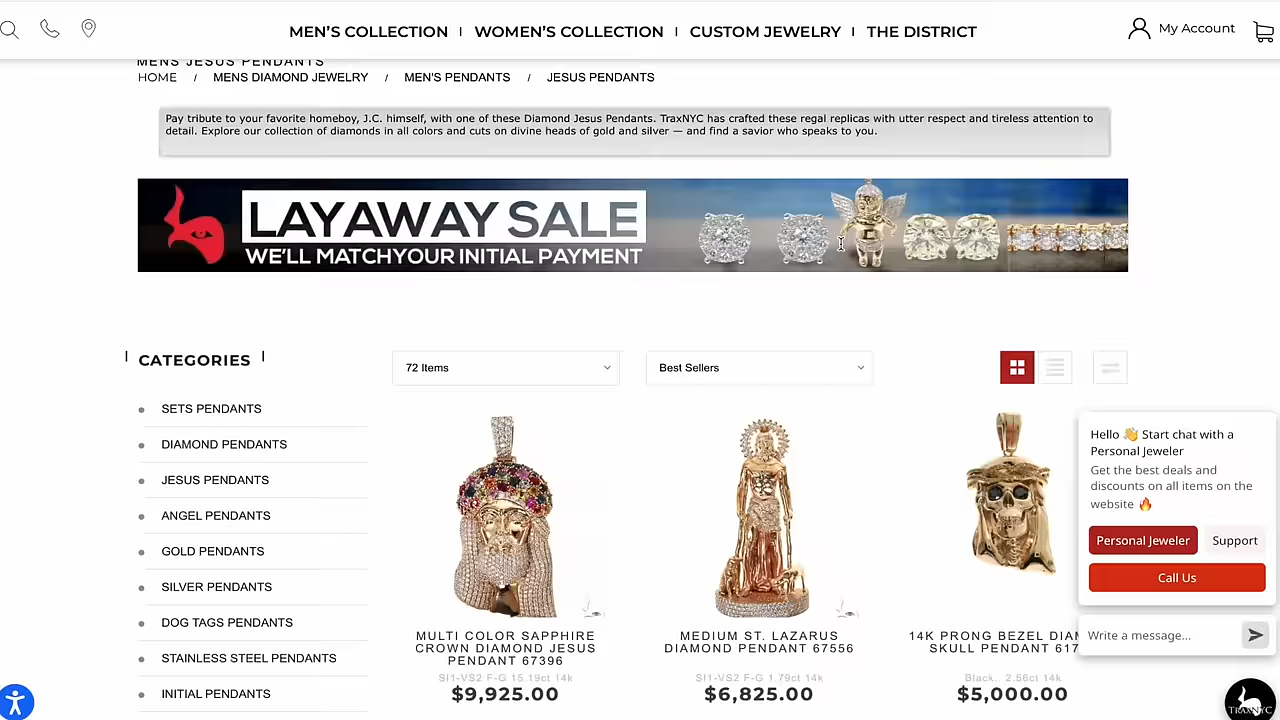 MEN'S COLLECTION
WOMEN'S COLLECTION
CUSTOM JEWELRY
THE DISTRICT
My Account
MENS JESUS PENDANTS
HOME / MENS DIAMOND JEWELRY / MEN'S PENDANTS / JESUS PENDANTS
Pay tribute to your favorite homeboy, J.C. himself, with one of these Diamond Jesus Pendants. TraxNYC has crafted these regal replicas with utter respect and tireless attention to
detail. Explore our collection of diamonds in all colors and cuts on divine heads of gold and silver — and find a savior who speaks to you.
LAYAWAY SALE
WE'LL MATCHYOUR INITIAL PAYMENT
CATEGORIES
SETS PENDANTS
DIAMOND PENDANTS
JESUS PENDANTS
ANGEL PENDANTS
GOLD PENDANTS
SILVER PENDANTS
DOG TAGS PENDANTS
STAINLESS STEEL PENDANTS
INITIAL PENDANTS
72 Items
Best Sellers
MULTI COLOR SAPPHIRE
CROWN DIAMOND JESUS
PENDANT 67396
SI1-VS2 F-G 15.19ct 14k
$9,925.00
MEDIUM ST. LAZARUS
DIAMOND PENDANT 67556
SI1-VS2 F-G 1.79ct 14k
$6,825.00
14K PRONG BEZEL DIAM
SKULL PENDANT 617
Black.. 2.56ct 14k
$5,000.00
Hello 👋 Start chat with a
Personal Jeweler
Get the best deals and
discounts on all items on the
website 🔥
Personal Jeweler
Support
Call Us
Write a message...
TRAXNYC